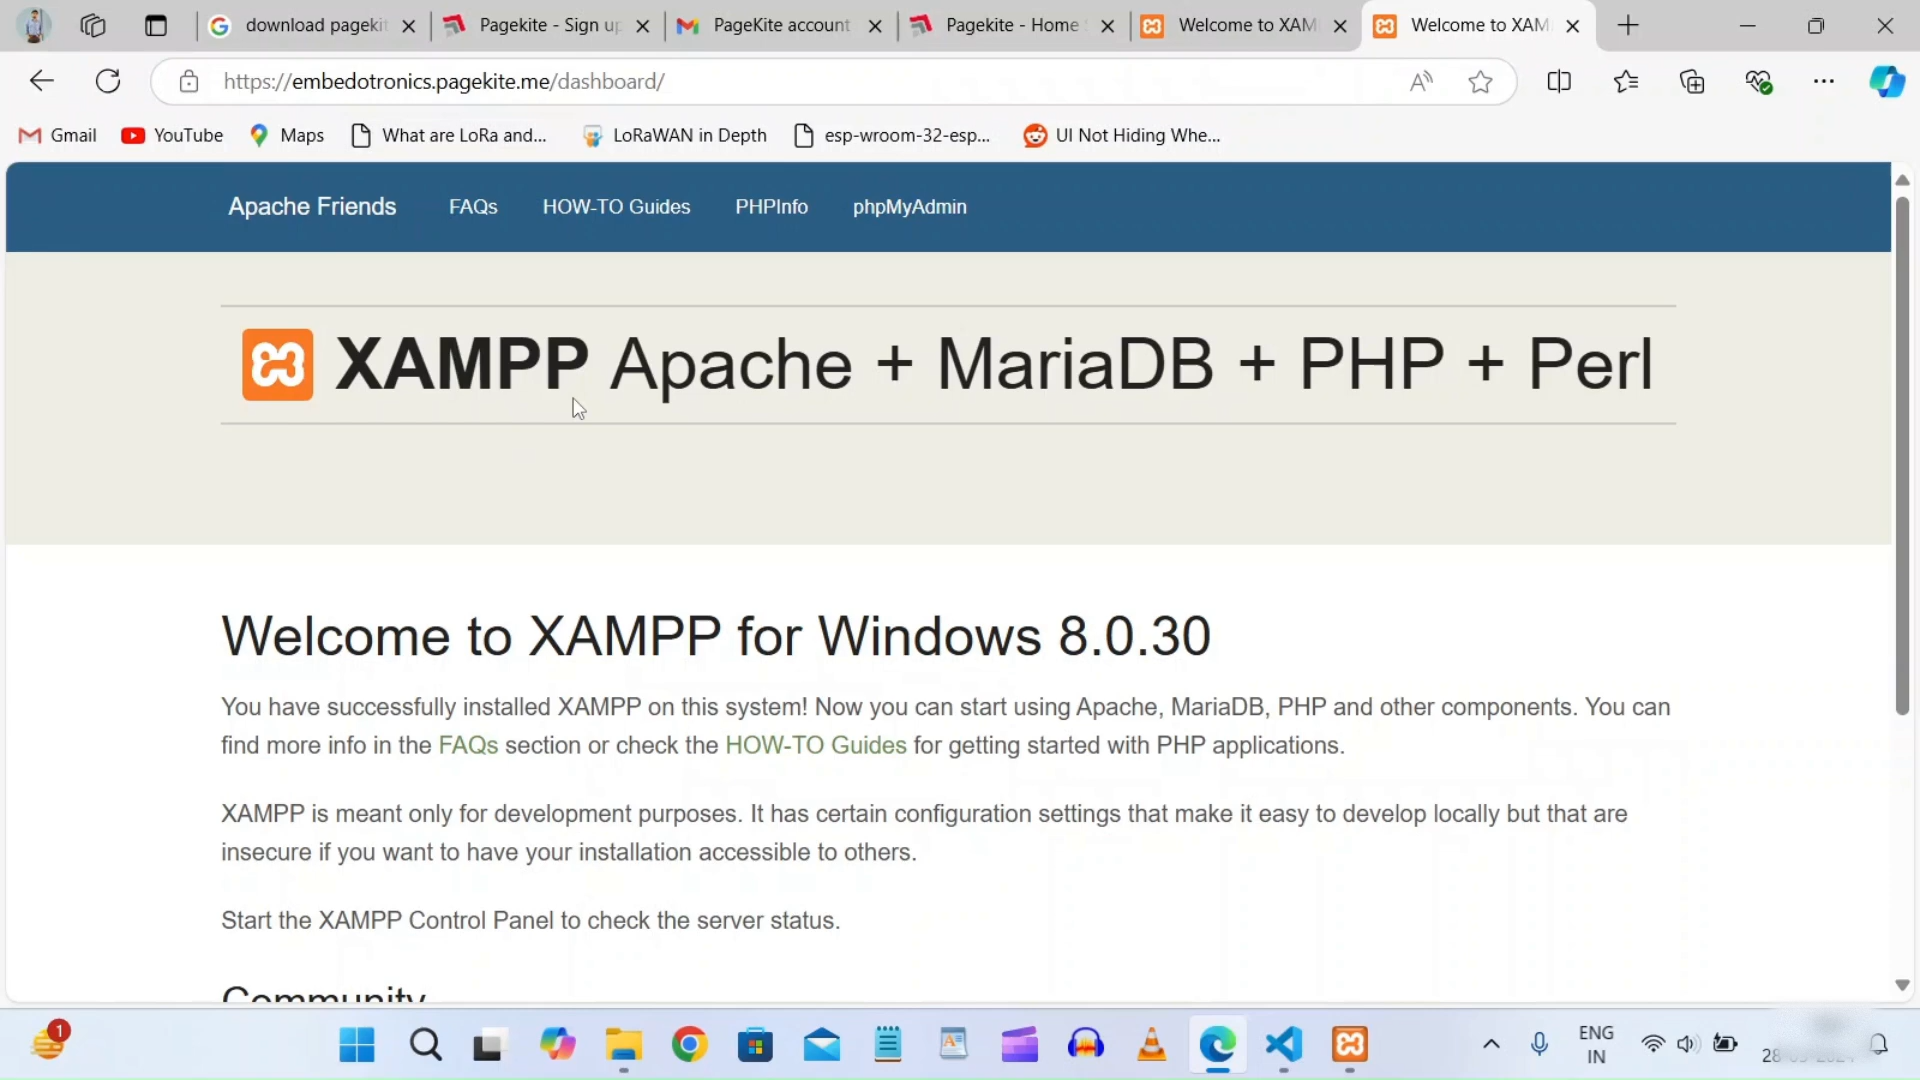 download pagekit
Pagekite - Sign up
PageKite account
Pagekite - Home
Welcome to XAM
Welcome to XAM
https://embedotronics.pagekite.me/dashboard/
Gmail
YouTube
Maps
What are LoRa and...
LoRaWAN in Depth
esp-wroom-32-esp...
UI Not Hiding Whe...
Apache Friends
FAQs
HOW-TO Guides
PHPInfo
phpMyAdmin
XAMPP Apache + MariaDB + PHP + Perl
Welcome to XAMPP for Windows 8.0.30
You have successfully installed XAMPP on this system! Now you can start using Apache, MariaDB, PHP and other components. You can
find more info in the FAQs section or check the HOW-TO Guides for getting started with PHP applications.
XAMPP is meant only for development purposes. It has certain configuration settings that make it easy to develop locally but that are
insecure if you want to have your installation accessible to others.
Start the XAMPP Control Panel to check the server status.
Community
1
ENG
IN